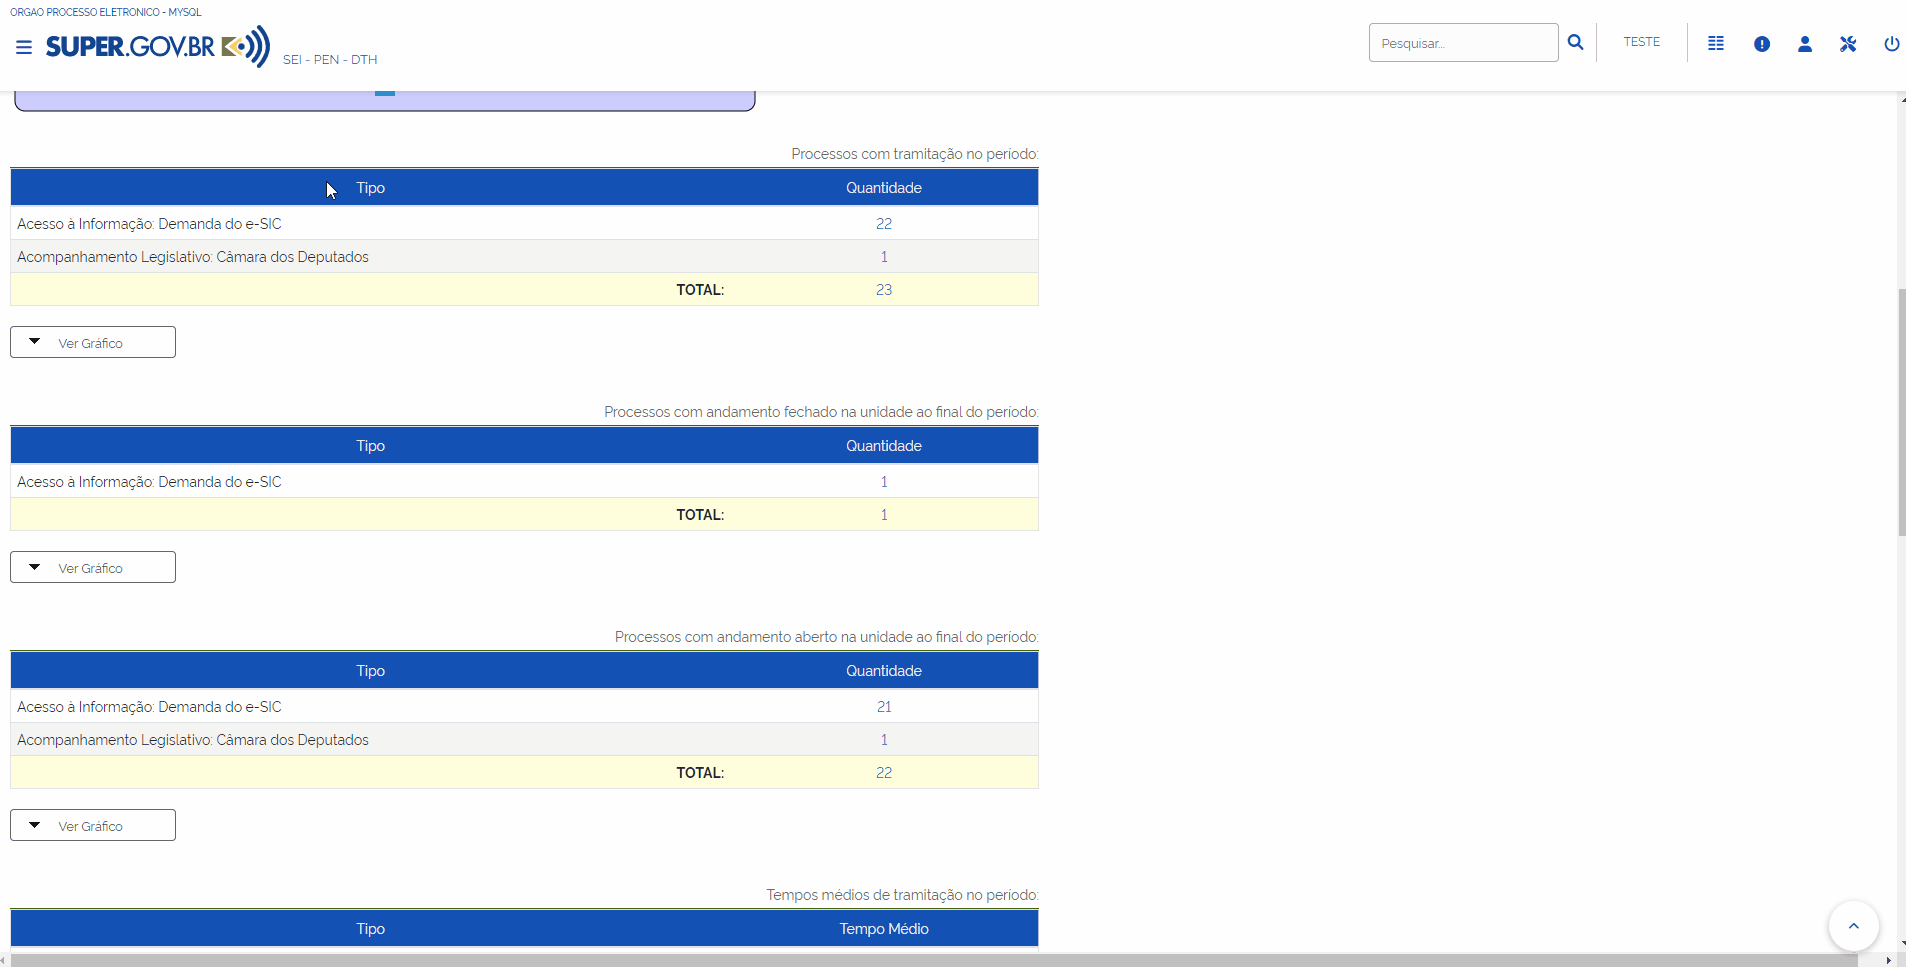 ORGAO PROCESSO ELETRONICO - MYSQL
SUPER.GOV.BR
SEI - PEN - DTH
Pesquisar...
TESTE
Processos com tramitação no período:
Tipo Quantidade
Acesso à Informação: Demanda do e-SIC 22
Acompanhamento Legislativo: Câmara dos Deputados 1
TOTAL: 23
Ver Gráfico
Processos com andamento fechado na unidade ao final do período:
Tipo Quantidade
Acesso à Informação: Demanda do e-SIC 1
TOTAL: 1
Ver Gráfico
Processos com andamento aberto na unidade ao final do período:
Tipo Quantidade
Acesso à Informação: Demanda do e-SIC 21
Acompanhamento Legislativo: Câmara dos Deputados 1
TOTAL: 22
Ver Gráfico
Tempos médios de tramitação no período:
Tipo Tempo Médio